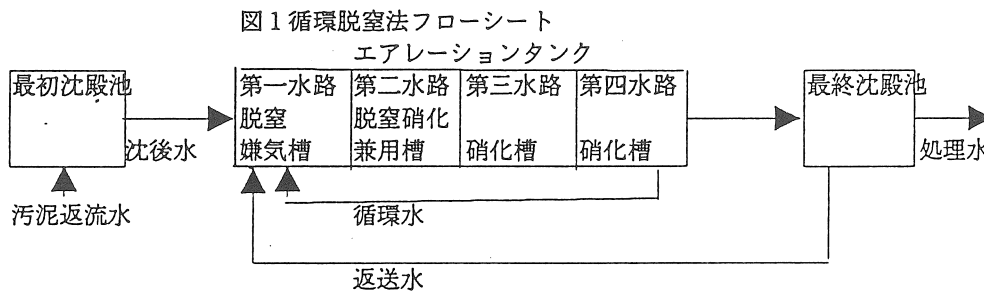 図1循環脱窒法フローシート
エアレーションタンク
最初沈殿池
第一水路
脱窒
嫌気槽
第二水路
脱窒硝化
兼用槽
第三水路
硝化槽
第四水路
硝化槽
最終沈殿池
沈後水
処理水
汚泥返流水
循環水
返送水